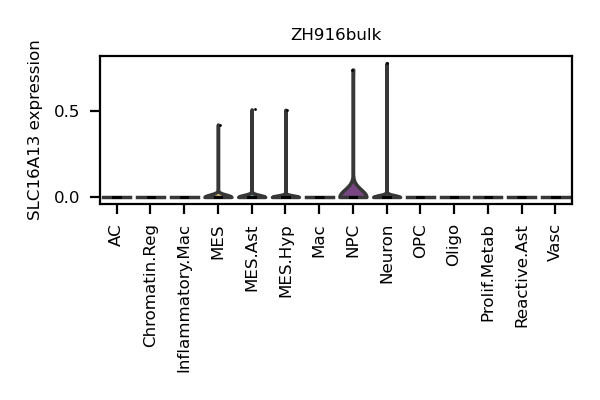 ZH916bulk
SLC16A13 expression
0.5
0.0
AC
Chromatin.Reg
Inflammatory.Mac
MES
MES.Ast
MES.Hyp
Mac
NPC
Neuron
OPC
Oligo
Prolif.Metab
Reactive.Ast
Vasc